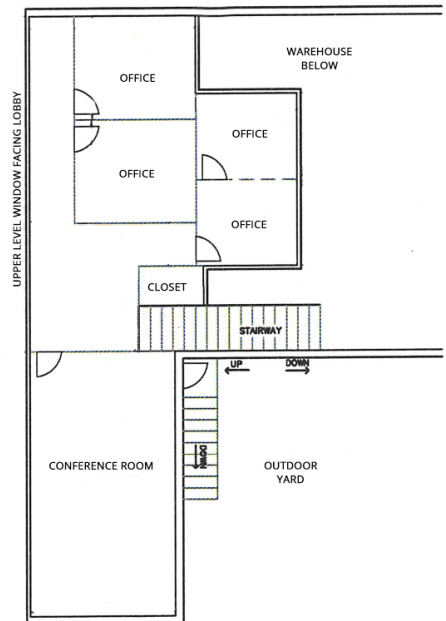 WAREHOUSE
BELOW
OFFICE
OFFICE
OFFICE
OFFICE
UPPER LEVEL WINDOW FACING LOBBY
CLOSET
STAIRWAY
UP
DOWN
DOWN
CONFERENCE ROOM
OUTDOOR
YARD